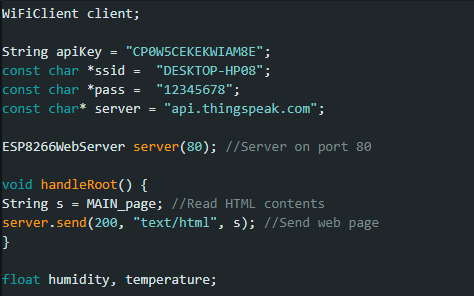 WiFiClient client;
String apiKey = "CP0W5CEKEKWIAM8E";
const char *ssid =  "DESKTOP-HP08";
const char *pass =  "12345678";
const char* server = "api.thingspeak.com";
ESP8266WebServer server(80); //Server on port 80
void handleRoot() {
String s = MAIN_page; //Read HTML contents
server.send(200, "text/html", s); //Send web page
}
float humidity, temperature;